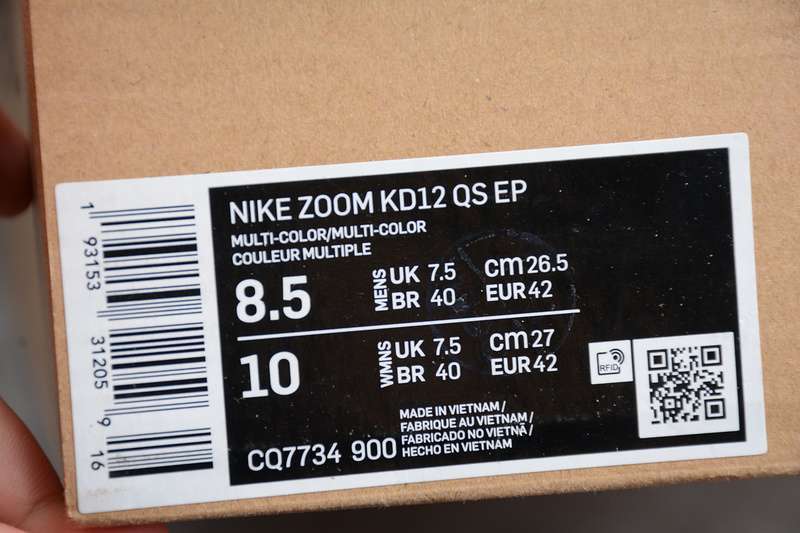 NIKE ZOOM KD12 QS EP
MULTI-COLOR/MULTI-COLOR
COULEUR MULTIPLE
8.5 MENS UK 7.5 cm 26.5
BR 40 EUR 42
10 WMNS UK 7.5 cm 27
BR 40 EUR 42
RFID
CQ7734 900
MADE IN VIETNAM /
FABRIQUE AU VIETNAM /
FABRICADO NO VIETNÃ /
HECHO EN VIETNAM
1 93153 31205 9 16